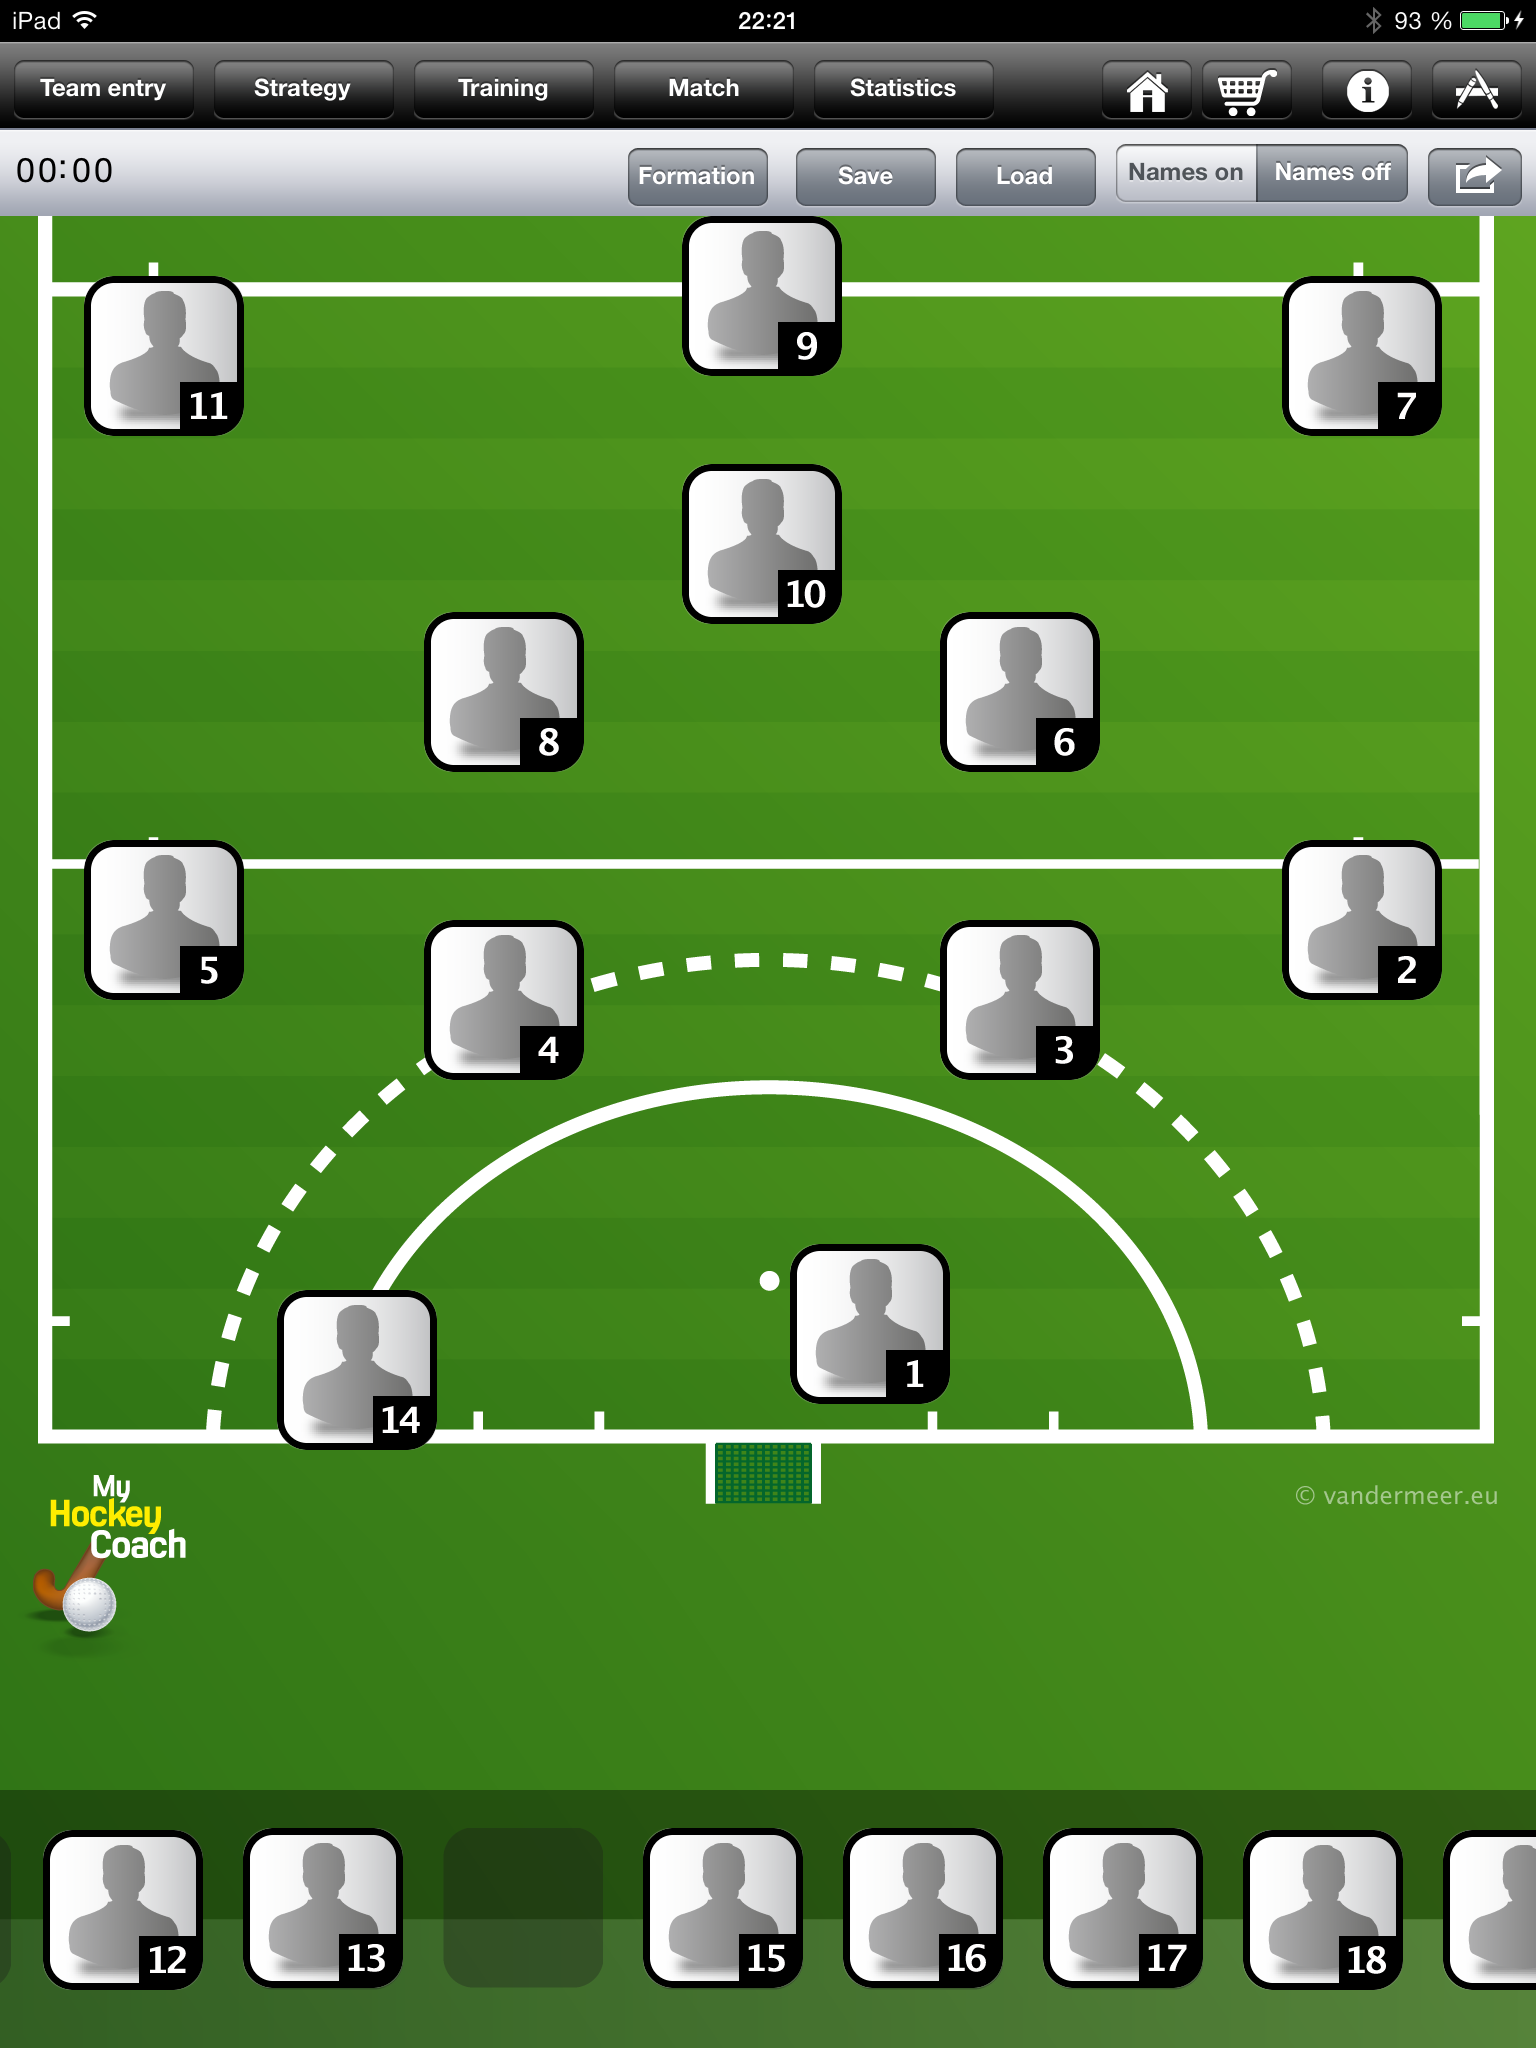 iPad 22:21 93 %
Team entry Strategy Training Match Statistics
00:00 Formation Save Load Names on Names off
9
11 7
10
8 6
5 2
4 3
1
14
My
Hockey
Coach
© vandermeer.eu
12 13 15 16 17 18